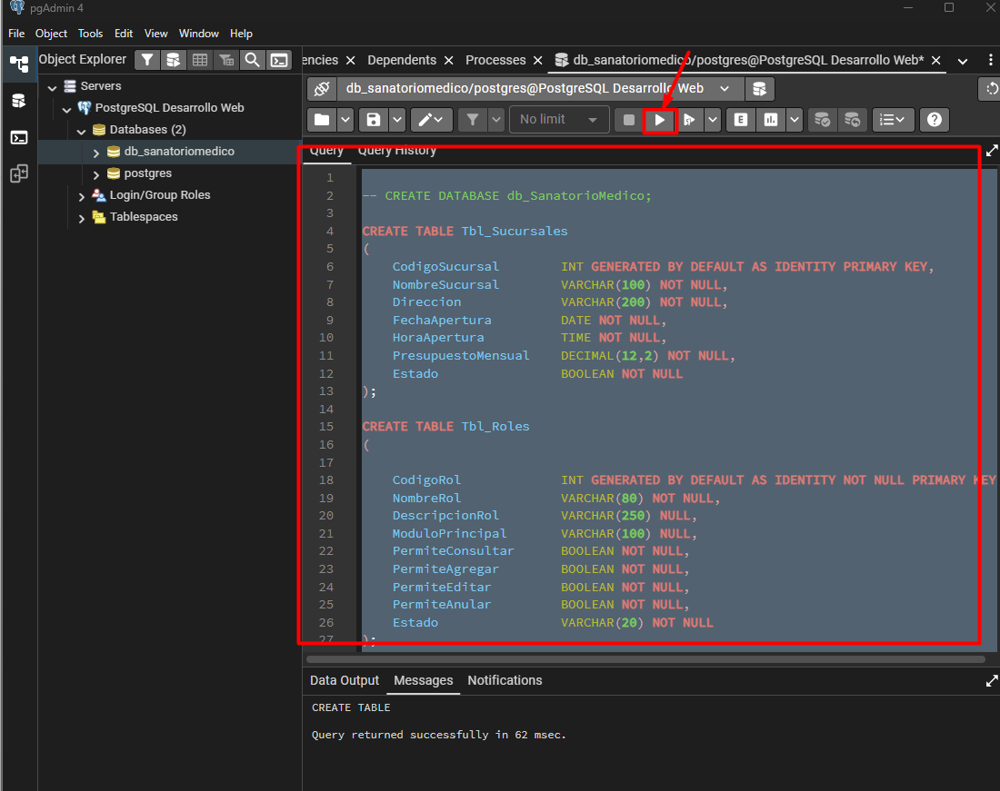 pgAdmin 4
File Object Tools Edit View Window Help
Object Explorer
encies Dependents Processes db_sanatoriomedico/postgres@PostgreSQL Desarrollo Web*
Servers
PostgreSQL Desarrollo Web
Databases (2)
db_sanatoriomedico
postgres
Login/Group Roles
Tablespaces
db_sanatoriomedico/postgres@PostgreSQL Desarrollo Web
No limit
E
Query Query History
1
2 -- CREATE DATABASE db_SanatorioMedico;
3
4 CREATE TABLE Tbl_Sucursales
5 (
6 CodigoSucursal INT GENERATED BY DEFAULT AS IDENTITY PRIMARY KEY,
7 NombreSucursal VARCHAR(100) NOT NULL,
8 Direccion VARCHAR(200) NOT NULL,
9 FechaApertura DATE NOT NULL,
10 HoraApertura TIME NOT NULL,
11 PresupuestoMensual DECIMAL(12,2) NOT NULL,
12 Estado BOOLEAN NOT NULL
13 );
14
15 CREATE TABLE Tbl_Roles
16 (
17
18 CodigoRol INT GENERATED BY DEFAULT AS IDENTITY NOT NULL PRIMARY KEY
19 NombreRol VARCHAR(80) NOT NULL,
20 DescripcionRol VARCHAR(250) NULL,
21 ModuloPrincipal VARCHAR(100) NULL,
22 PermiteConsultar BOOLEAN NOT NULL,
23 PermiteAgregar BOOLEAN NOT NULL,
24 PermiteEditar BOOLEAN NOT NULL,
25 PermiteAnular BOOLEAN NOT NULL,
26 Estado VARCHAR(20) NOT NULL
27 );
Data Output Messages Notifications
CREATE TABLE
Query returned successfully in 62 msec.